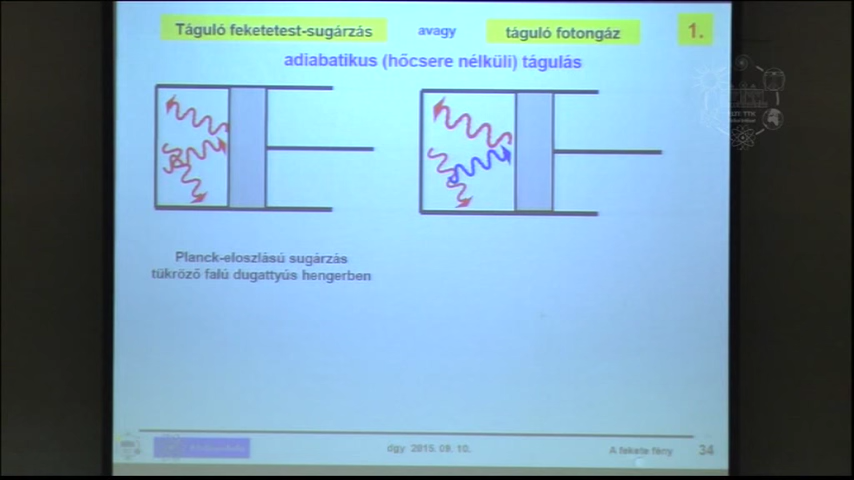 Táguló feketetest-sugárzás avagy táguló fotongáz 1.
adiabatikus (hőcsere nélküli) tágulás
Planck-eloszlású sugárzás
tükröző falú dugattyús hengerben
dgy 2015. 09. 10. A fekete fény 34